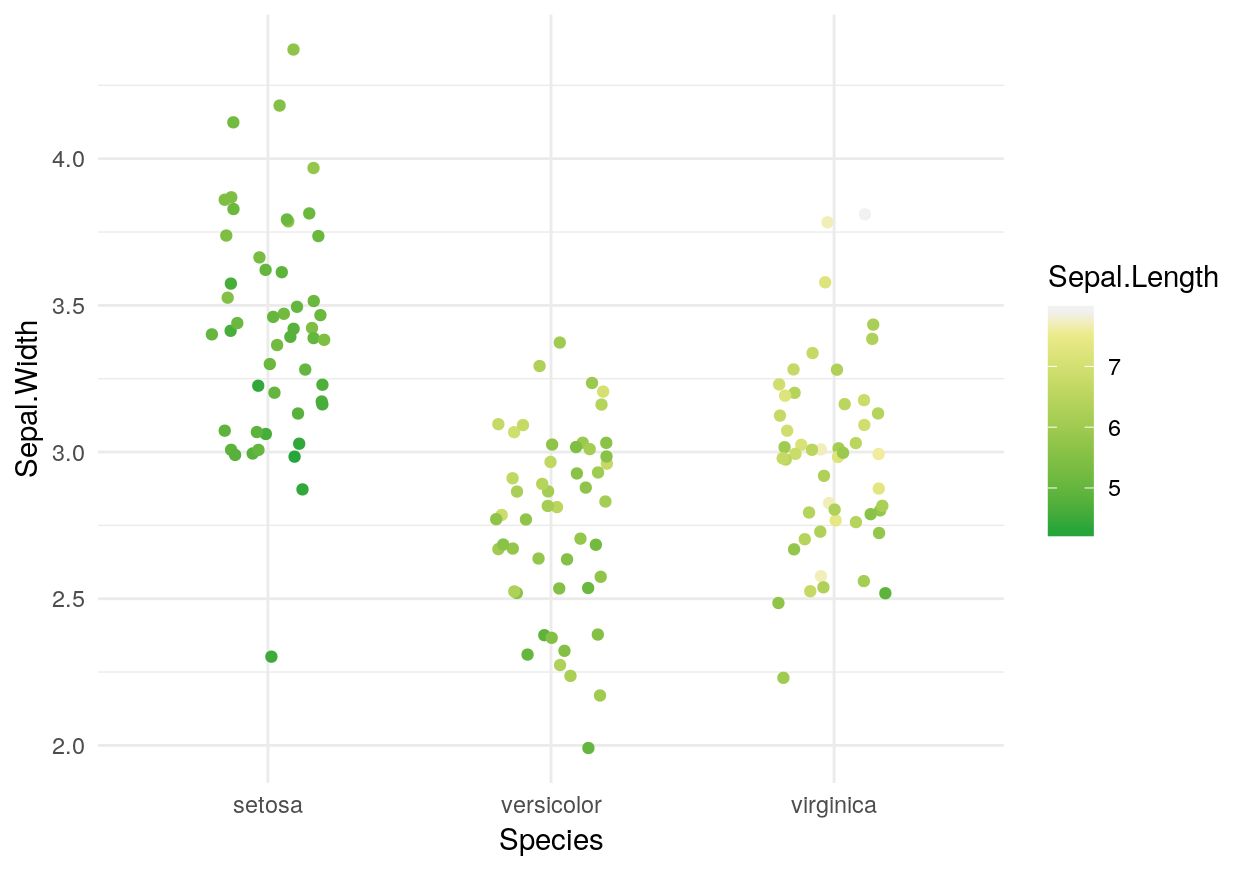 Sepal.Width
4.0
3.5
3.0
2.5
2.0
setosa
versicolor
virginica
Species
Sepal.Length
7
6
5